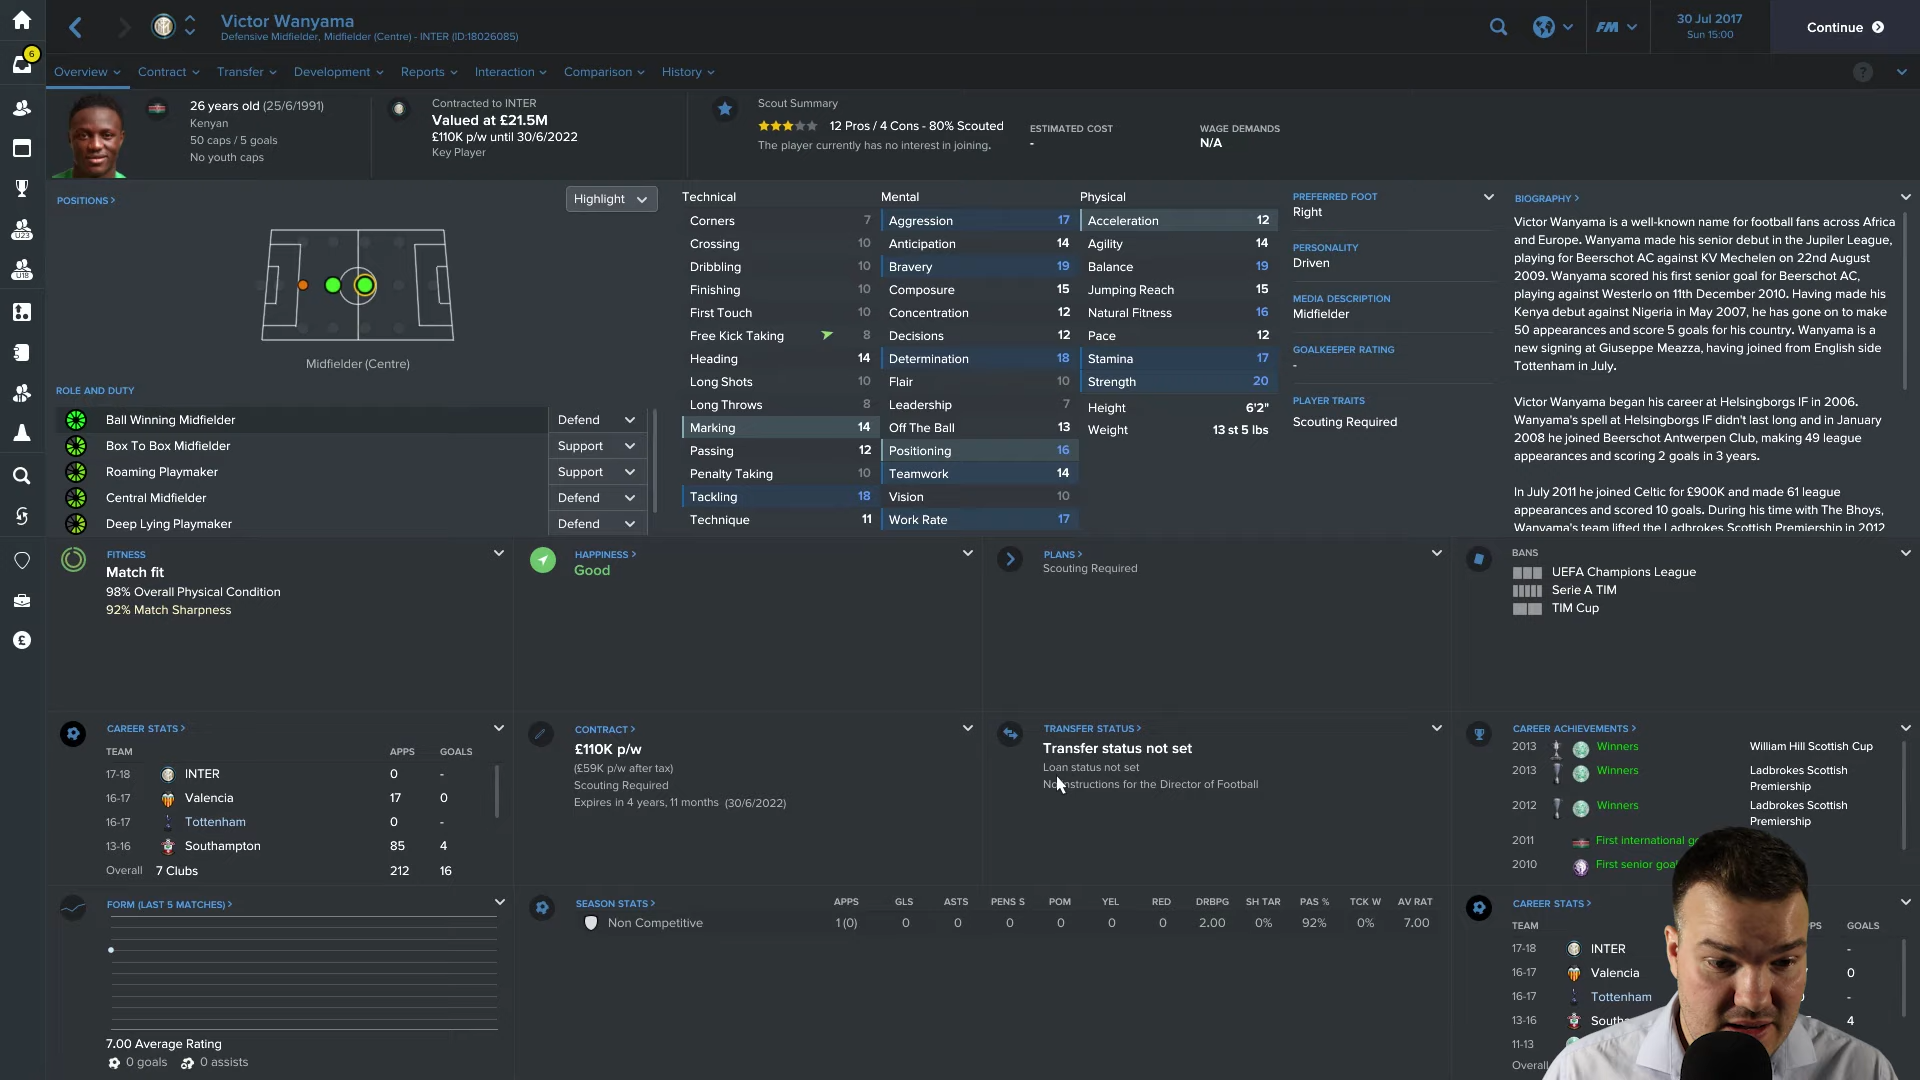 6
Victor Wanyama
Defensive Midfielder, Midfielder (Centre) - INTER (ID:18026085)
FM
30 Jul 2017
Sun 15:00
Continue
Overview
Contract
Transfer
Development
Reports
Interaction
Comparison
History
?
26 years old (25/6/1991)
Kenyan
50 caps / 5 goals
No youth caps
Contracted to INTER
Valued at £21.5M
£110K p/w until 30/6/2022
Key Player
Scout Summary
12 Pros / 4 Cons - 80% Scouted
The player currently has no interest in joining.
ESTIMATED COST
-
WAGE DEMANDS
N/A
U23
U18
£
POSITIONS >
Highlight
Midfielder (Centre)
ROLE AND DUTY
Ball Winning Midfielder Defend
Box To Box Midfielder Support
Roaming Playmaker Support
Central Midfielder Defend
Deep Lying Playmaker Defend
Technical
Corners 7
Crossing 10
Dribbling 10
Finishing 10
First Touch 10
Free Kick Taking 8
Heading 14
Long Shots 10
Long Throws 8
Marking 14
Passing 12
Penalty Taking 10
Tackling 18
Technique 11
Mental
Aggression 17
Anticipation 14
Bravery 19
Composure 15
Concentration 12
Decisions 12
Determination 18
Flair 10
Leadership 7
Off The Ball 13
Positioning 16
Teamwork 14
Vision 10
Work Rate 17
Physical
Acceleration 12
Agility 14
Balance 19
Jumping Reach 15
Natural Fitness 16
Pace 12
Stamina 17
Strength 20
Height 6'2"
Weight 13 st 5 lbs
PREFERRED FOOT
Right
PERSONALITY
Driven
MEDIA DESCRIPTION
Midfielder
GOALKEEPER RATING
-
PLAYER TRAITS
Scouting Required
BIOGRAPHY >
Victor Wanyama is a well-known name for football fans across Africa
and Europe. Wanyama made his senior debut in the Jupiler League,
playing for Beerschot AC against KV Mechelen on 22nd August
2009. Wanyama scored his first senior goal for Beerschot AC,
playing against Westerlo on 11th December 2010. Having made his
Kenya debut against Nigeria in May 2007, he has gone on to make
50 appearances and score 5 goals for his country. Wanyama is a
new signing at Giuseppe Meazza, having joined from English side
Tottenham in July.
Victor Wanyama began his career at Helsingborgs IF in 2006.
Wanyama's spell at Helsingborgs IF didn't last long and in January
2008 he joined Beerschot Antwerpen Club, making 49 league
appearances and scoring 2 goals in 3 years.
In July 2011 he joined Celtic for £900K and made 61 league
appearances and scored 10 goals. During his time with The Bhoys,
Wanyama's team lifted the Ladbrokes Scottish Premiership in 2012
FITNESS
Match fit
98% Overall Physical Condition
92% Match Sharpness
HAPPINESS >
Good
PLANS >
Scouting Required
BANS
UEFA Champions League
Serie A TIM
TIM Cup
CAREER STATS >
TEAM APPS GOALS
17-18 INTER 0 -
16-17 Valencia 17 0
16-17 Tottenham 0 -
13-16 Southampton 85 4
Overall 7 Clubs 212 16
CONTRACT >
£110K p/w
(£59K p/w after tax)
Scouting Required
Expires in 4 years, 11 months (30/6/2022)
TRANSFER STATUS >
Transfer status not set
Loan status not set
No instructions for the Director of Football
CAREER ACHIEVEMENTS >
2013 Winners William Hill Scottish Cup
2013 Winners Ladbrokes Scottish
Premiership
2012 Winners Ladbrokes Scottish
Premiership
2011 First international
2010 First senior goal
FORM (LAST 5 MATCHES) >
7.00 Average Rating
0 goals 0 assists
SEASON STATS > APPS GLS ASTS PENS S POM YEL RED DRBPG SH TAR PAS % TCK W AV RAT
Non Competitive 1 (0) 0 0 0 0 0 0 2.00 0% 92% 0% 7.00
CAREER STATS >
TEAM GOALS
17-18 INTER -
16-17 Valencia 0
16-17 Tottenham -
13-16 4
11-13
Overall